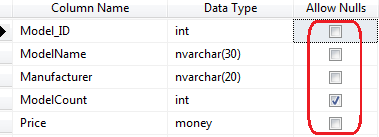 Column Name Data Type Allow Nulls
Model_ID int
ModelName nvarchar(30)
Manufacturer nvarchar(20)
ModelCount int
Price money